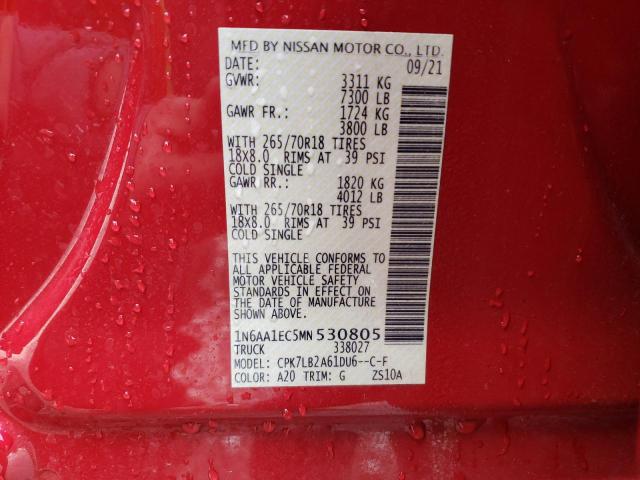 MFD BY NISSAN MOTOR CO., LTD.
DATE: 09/21
GVWR: 3311 KG
7300 LB
GAWR FR.: 1724 KG
3800 LB
WITH 265/70R18 TIRES
18X8.0 RIMS AT 39 PSI
COLD SINGLE
GAWR RR.: 1820 KG
4012 LB
WITH 265/70R18 TIRES
18X8.0 RIMS AT 39 PSI
COLD SINGLE
THIS VEHICLE CONFORMS TO
ALL APPLICABLE FEDERAL
MOTOR VEHICLE SAFETY
STANDARDS IN EFFECT ON
THE DATE OF MANUFACTURE
SHOWN ABOVE.
1N6AA1EC5MN530805
TRUCK 338027
MODEL: CPK7LB2A61DU6--C-F
COLOR: A20 TRIM: G ZS10A